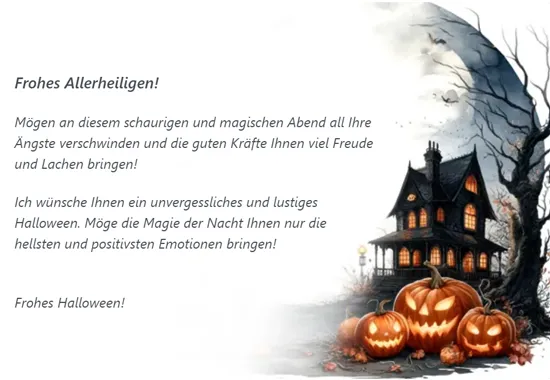 Frohes Allerheiligen!
Mögen an diesem schaurigen und magischen Abend all Ihre
Ängste verschwinden und die guten Kräfte Ihnen viel Freude
und Lachen bringen!
Ich wünsche Ihnen ein unvergessliches und lustiges
Halloween. Möge die Magie der Nacht Ihnen nur die
hellsten und positivsten Emotionen bringen!
Frohes Halloween!